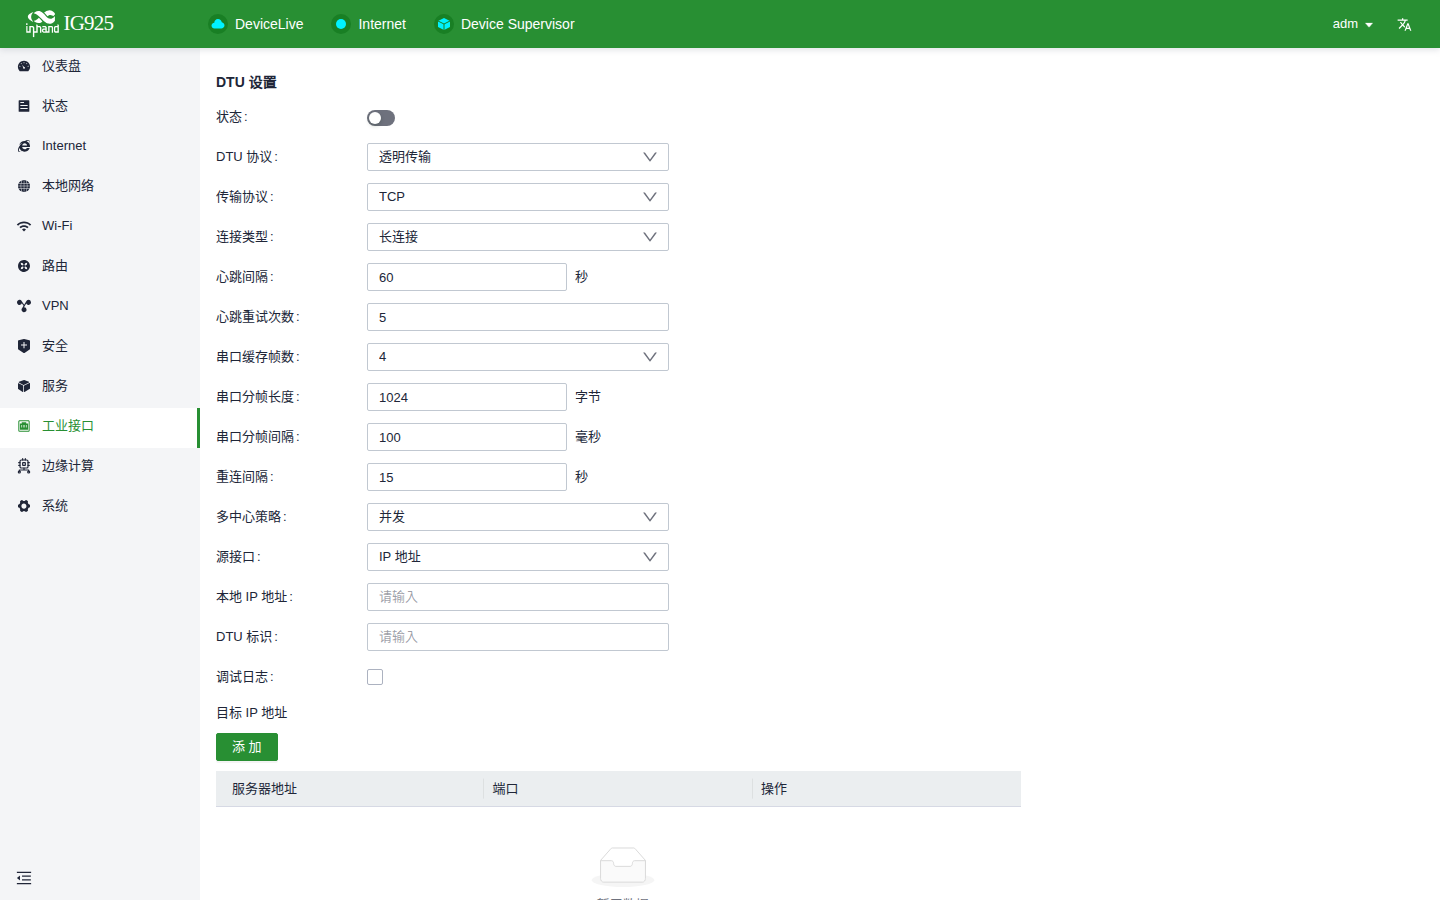 inhand IG925
DeviceLive
Internet
Device Supervisor
adm
仪表盘
状态
Internet
本地网络
Wi-Fi
路由
VPN
安全
服务
工业接口
边缘计算
系统
DTU 设置
状态:
DTU 协议: 透明传输
传输协议: TCP
连接类型: 长连接
心跳间隔: 60 秒
心跳重试次数: 5
串口缓存帧数: 4
串口分帧长度: 1024 字节
串口分帧间隔: 100 毫秒
重连间隔: 15 秒
多中心策略: 并发
源接口: IP 地址
本地 IP 地址: 请输入
DTU 标识: 请输入
调试日志:
目标 IP 地址
添 加
服务器地址 端口 操作